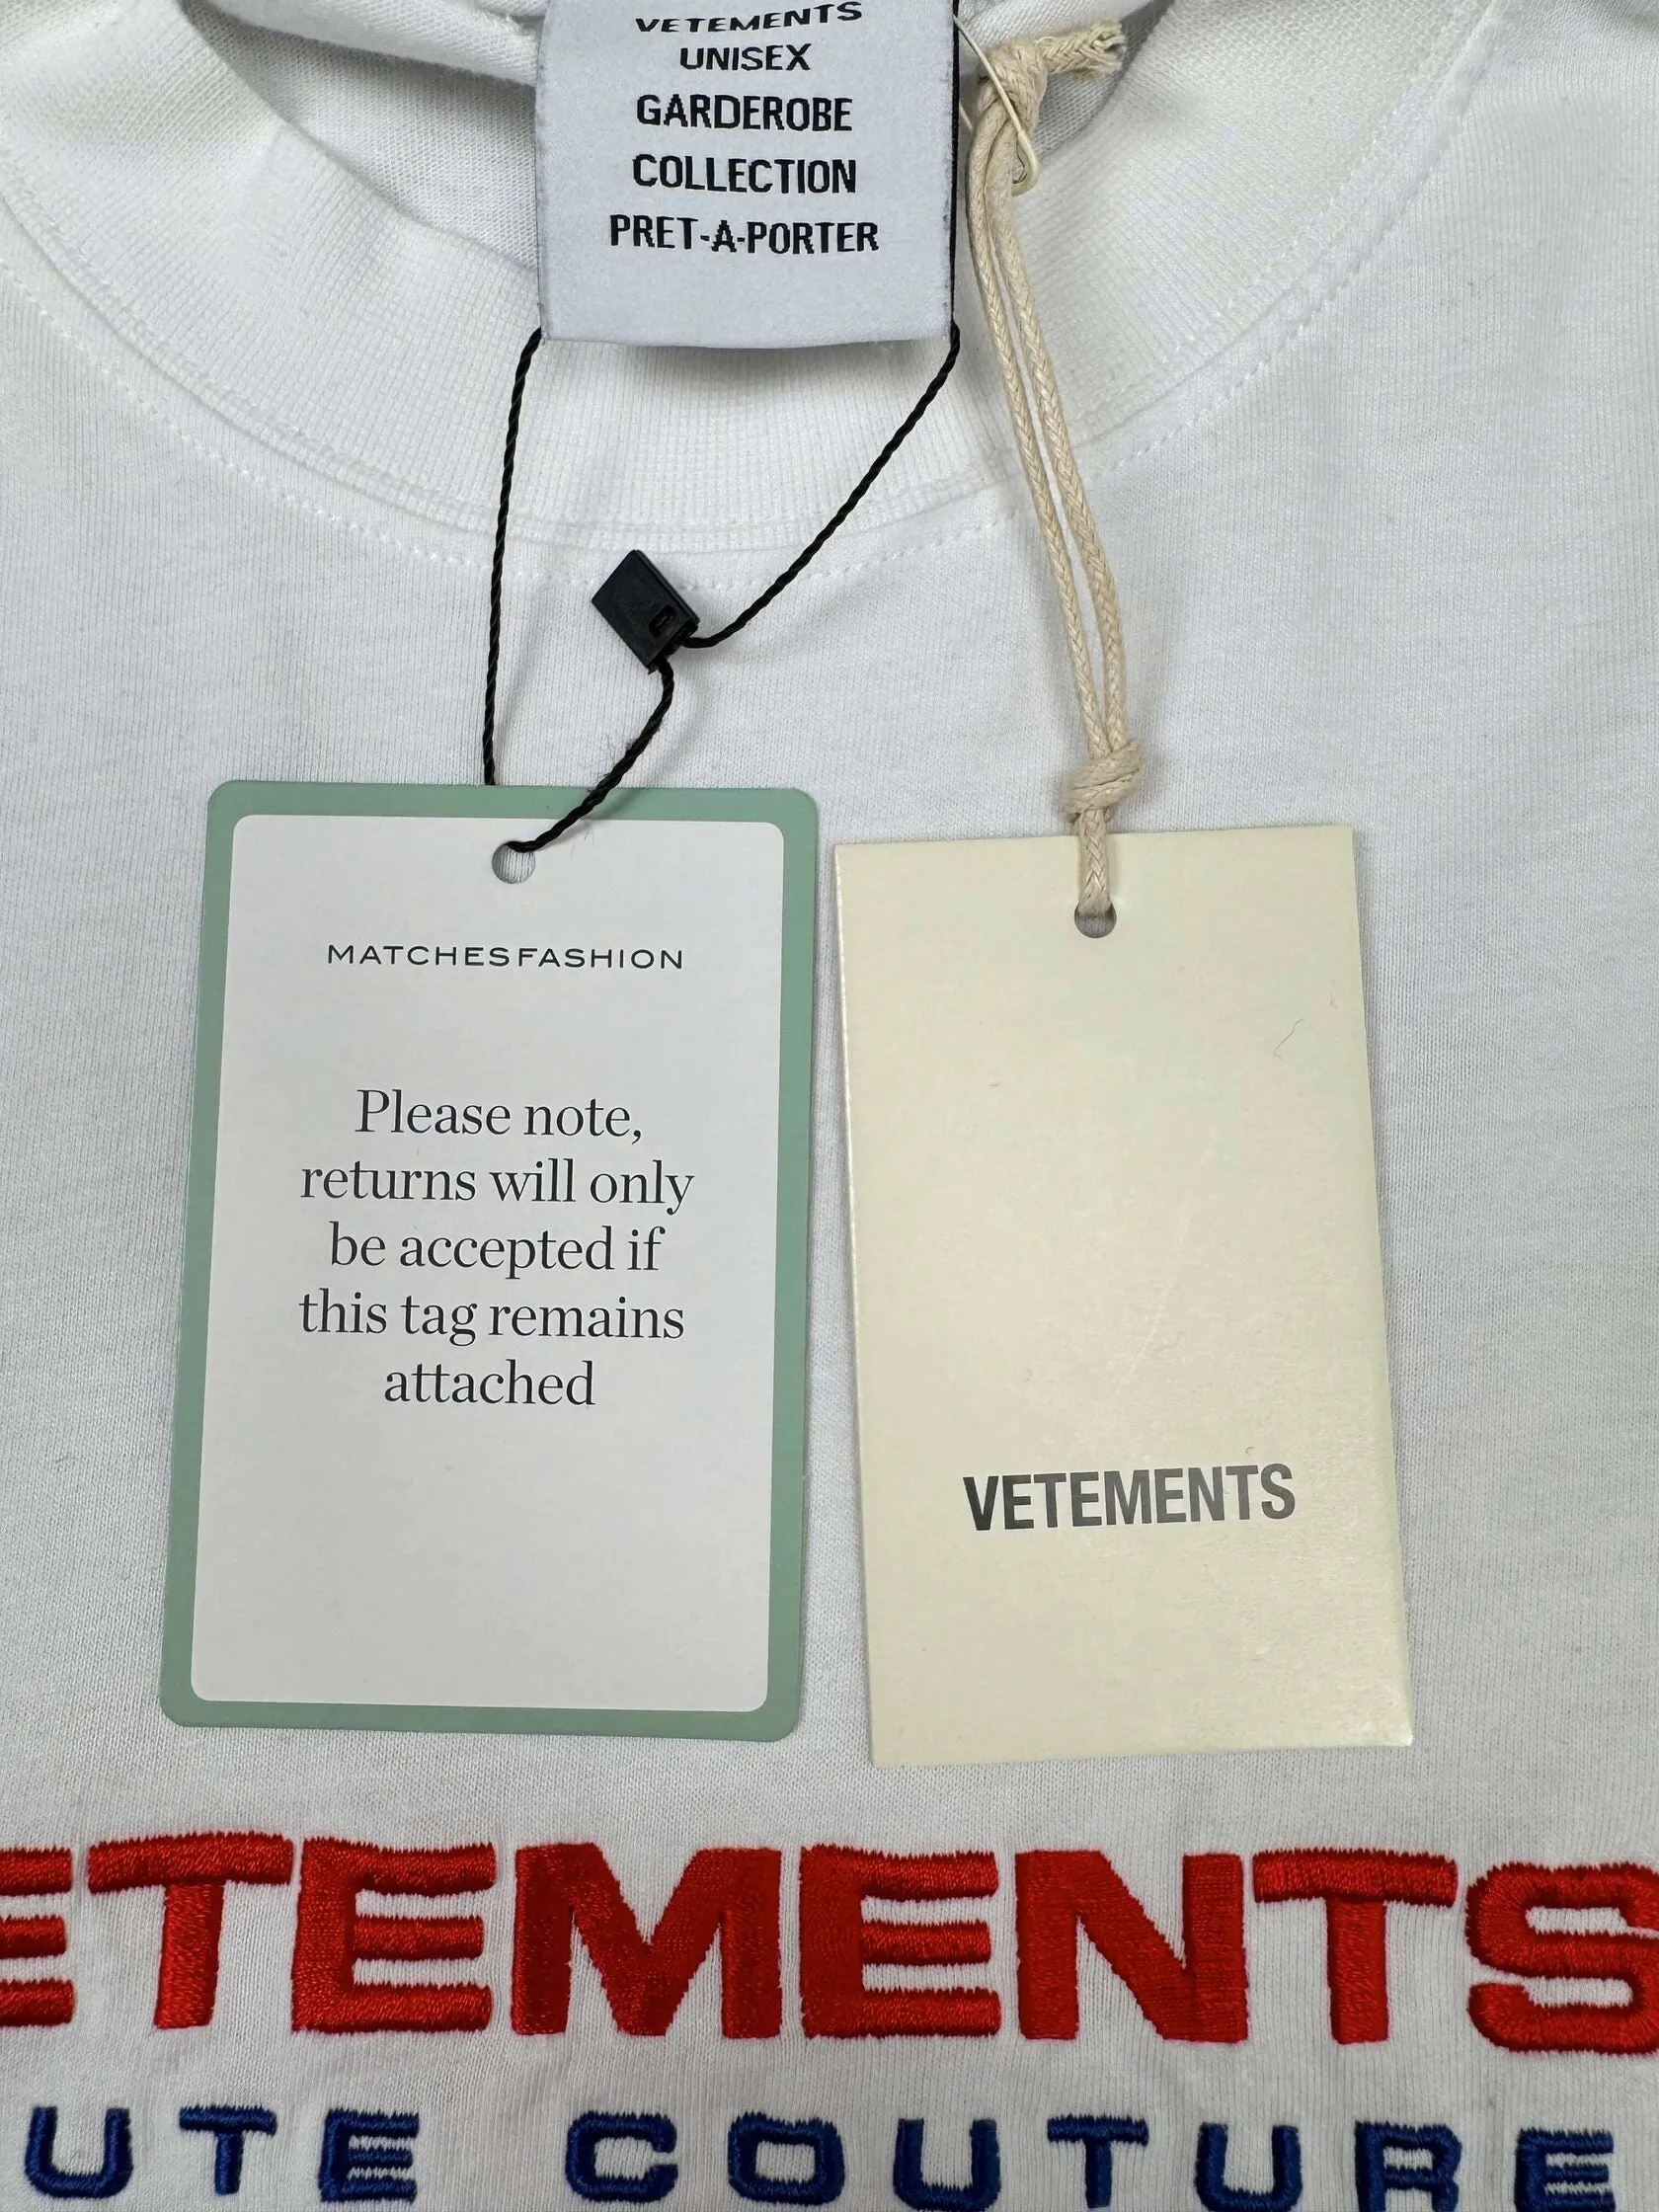 VETEMENTS
UNISEX
GARDEROBE
COLLECTION
PRET-A-PORTER
MATCHESFASHION
Please note,
returns will only
be accepted if
this tag remains
attached
VETEMENTS
ETEMENTS
UTE COUTURE